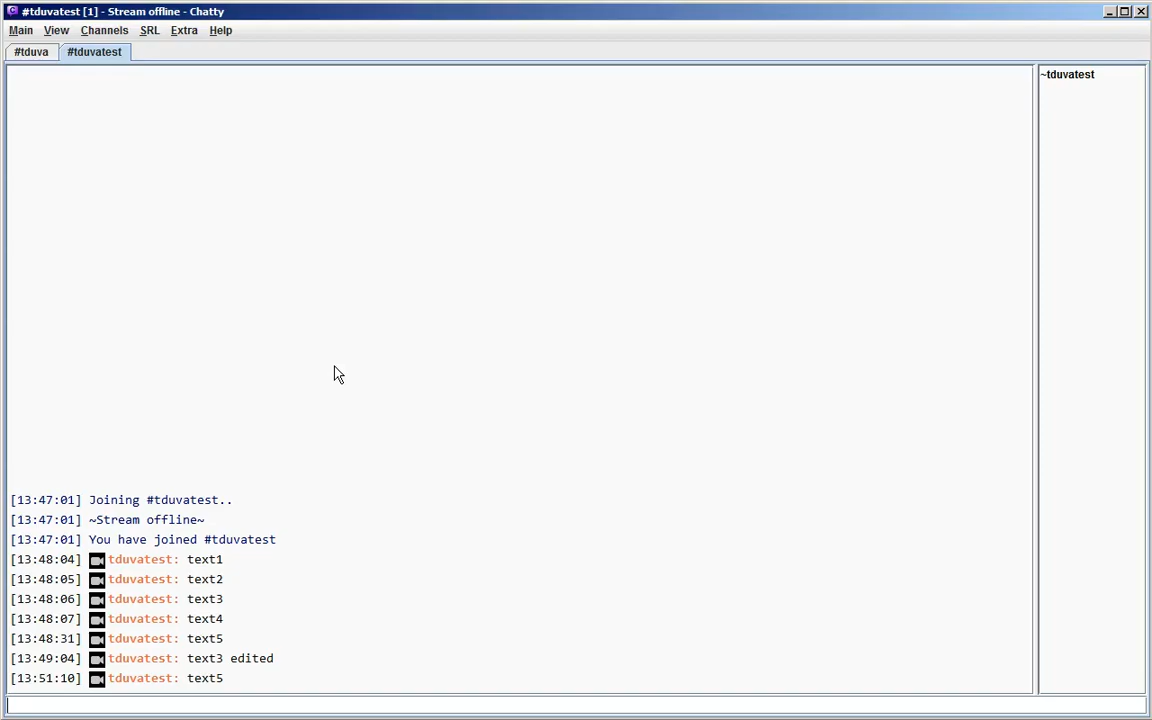 #tduvatest [1] - Stream offline - Chatty
Main View Channels SRL Extra Help
#tduva #tduvatest
~tduvatest
[13:47:01] Joining #tduvatest..
[13:47:01] ~Stream offline~
[13:47:01] You have joined #tduvatest
[13:48:04] tduvatest: text1
[13:48:05] tduvatest: text2
[13:48:06] tduvatest: text3
[13:48:07] tduvatest: text4
[13:48:31] tduvatest: text5
[13:49:04] tduvatest: text3 edited
[13:51:10] tduvatest: text5